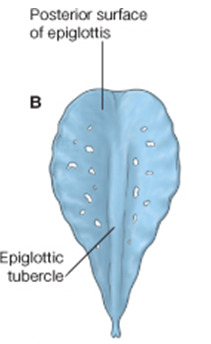 Posterior surface
of epiglottis
B
Epiglottic
tubercle